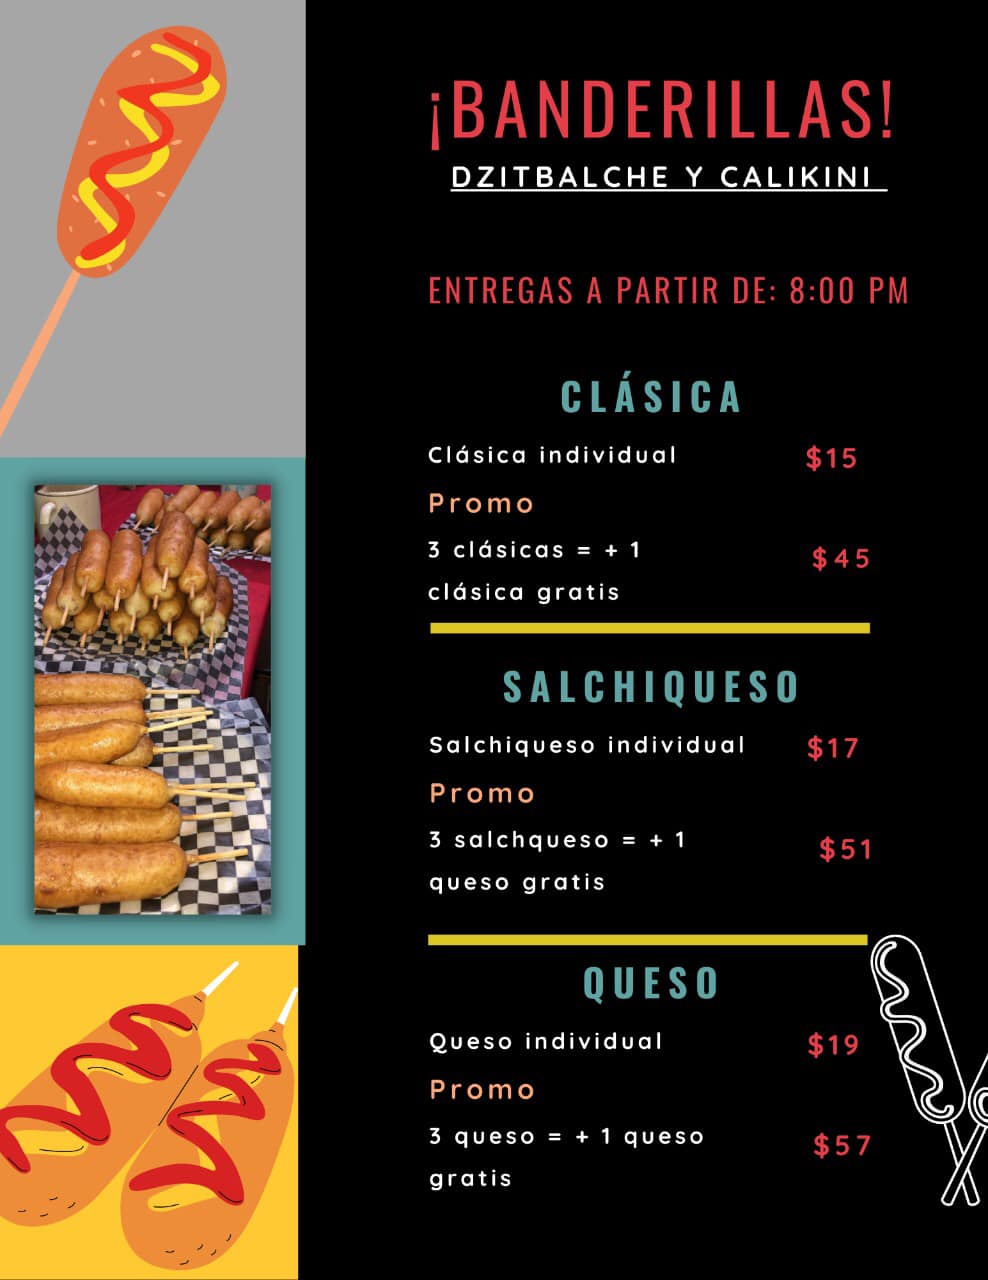 ¡BANDERILLAS!
DZITBALCHE Y CALIKINI
ENTREGAS A PARTIR DE: 8:00 PM
CLÁSICA
Clásica individual $15
Promo
3 clásicas = + 1 $45
clásica gratis
SALCHIQUESO
Salchiqueso individual $17
Promo
3 salchqueso = + 1 $51
queso gratis
QUESO
Queso individual $19
Promo
3 queso = + 1 queso $57
gratis